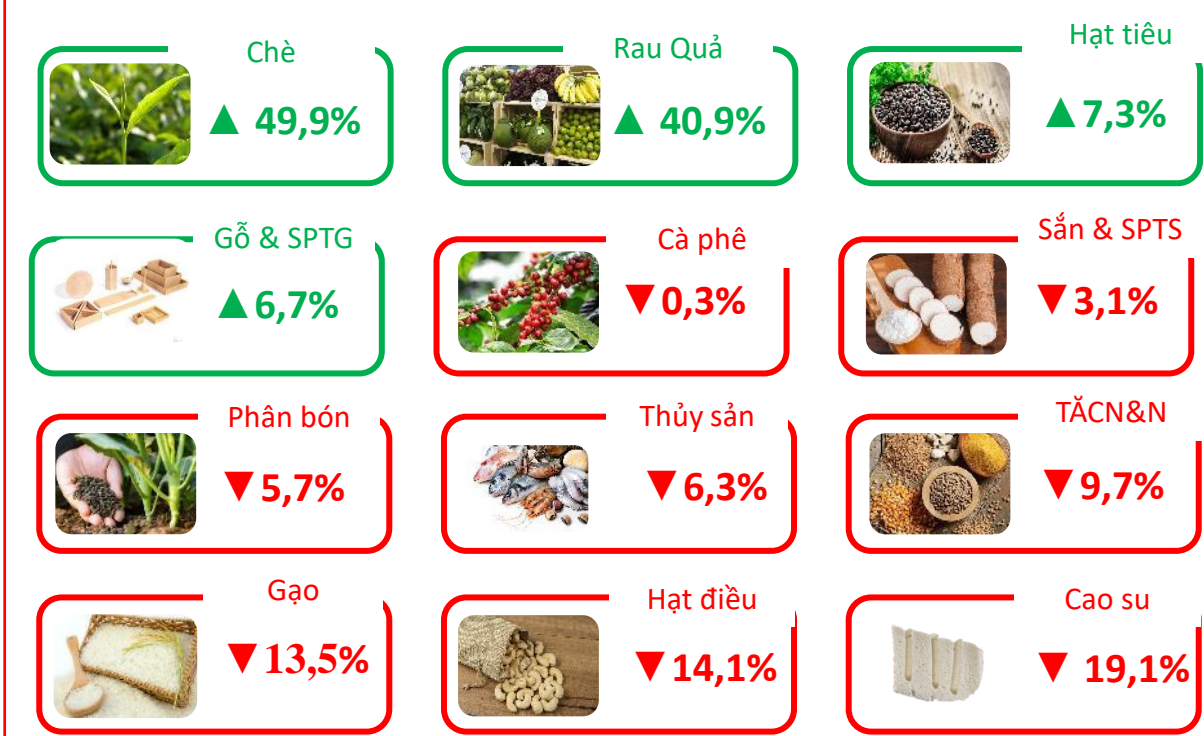 Chè
▲ 49,9%
Rau Quả
▲ 40,9%
Hạt tiêu
▲7,3%
Gỗ & SPTG
▲6,7%
Cà phê
▼0,3%
Sắn & SPTS
▼3,1%
Phân bón
▼5,7%
Thủy sản
▼6,3%
TĂCN&N
▼9,7%
Gạo
▼13,5%
Hạt điều
▼14,1%
Cao su
▼ 19,1%